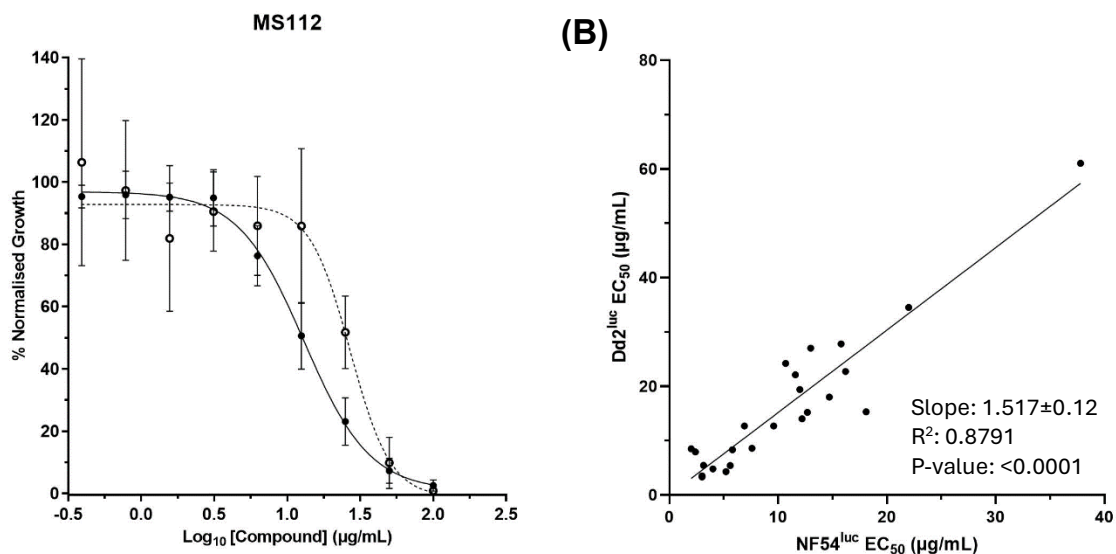 MS112
% Normalised Growth
140
120
100
80
60
40
20
0
-0.5 0.0 0.5 1.0 1.5 2.0 2.5
Log10 [Compound] (µg/mL)
(B)
Dd2luc EC50 (µg/mL)
80
60
40
20
0
Slope: 1.517±0.12
R2: 0.8791
P-value: <0.0001
0 10 20 30 40
NF54luc EC50 (µg/mL)